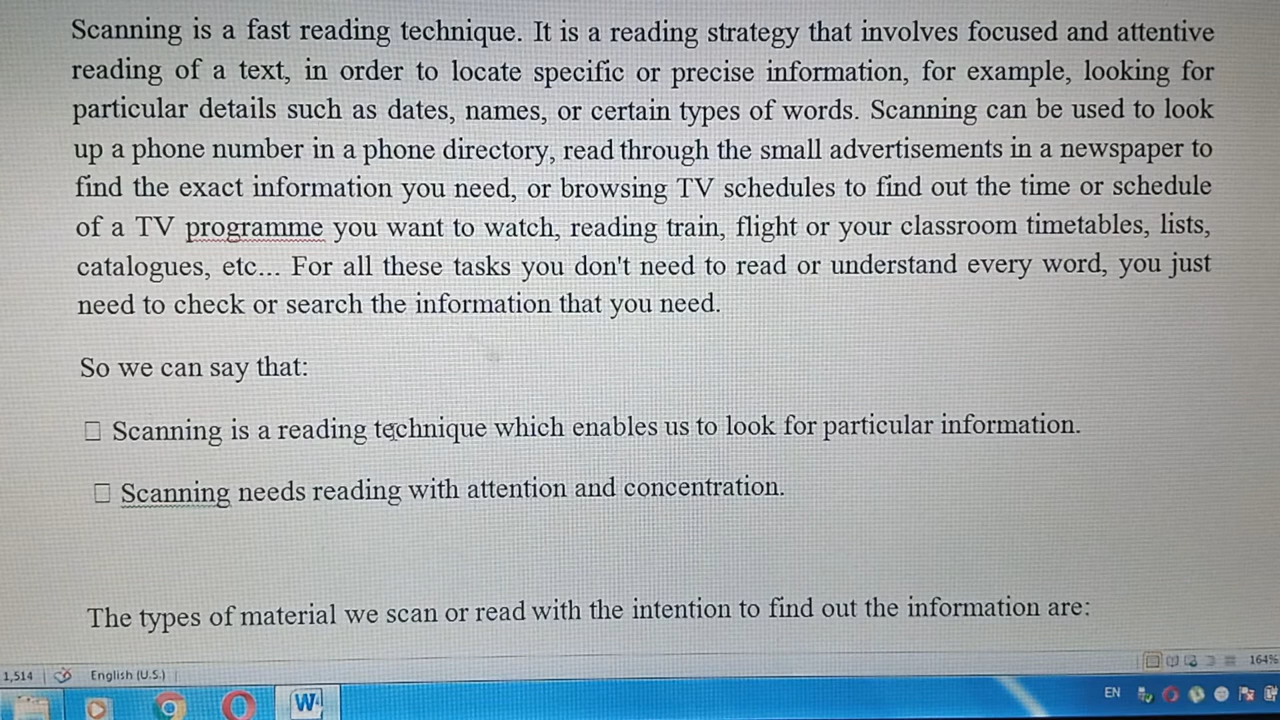 Scanning is a fast reading technique. It is a reading strategy that involves focused and attentive
reading of a text, in order to locate specific or precise information, for example, looking for
particular details such as dates, names, or certain types of words. Scanning can be used to look
up a phone number in a phone directory, read through the small advertisements in a newspaper to
find the exact information you need, or browsing TV schedules to find out the time or schedule
of a TV programme you want to watch, reading train, flight or your classroom timetables, lists,
catalogues, etc... For all these tasks you don't need to read or understand every word, you just
need to check or search the information that you need.
So we can say that:
□ Scanning is a reading technique which enables us to look for particular information.
□ Scanning needs reading with attention and concentration.
The types of material we scan or read with the intention to find out the information are:
1,514 English (U.S.) 164%
W EN